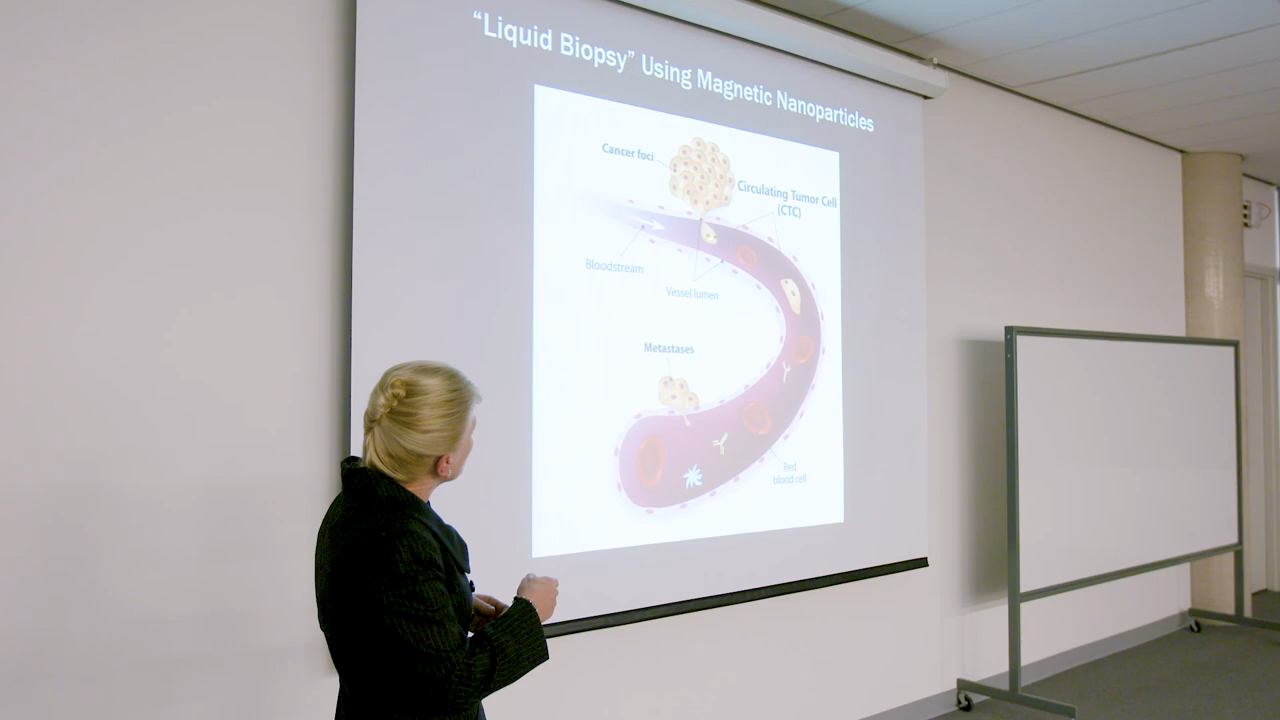 “Liquid Biopsy” Using Magnetic Nanoparticles
Cancer foci
Circulating Tumor Cell
(CTC)
Bloodstream
Vessel lumen
Metastases
Red
blood cell